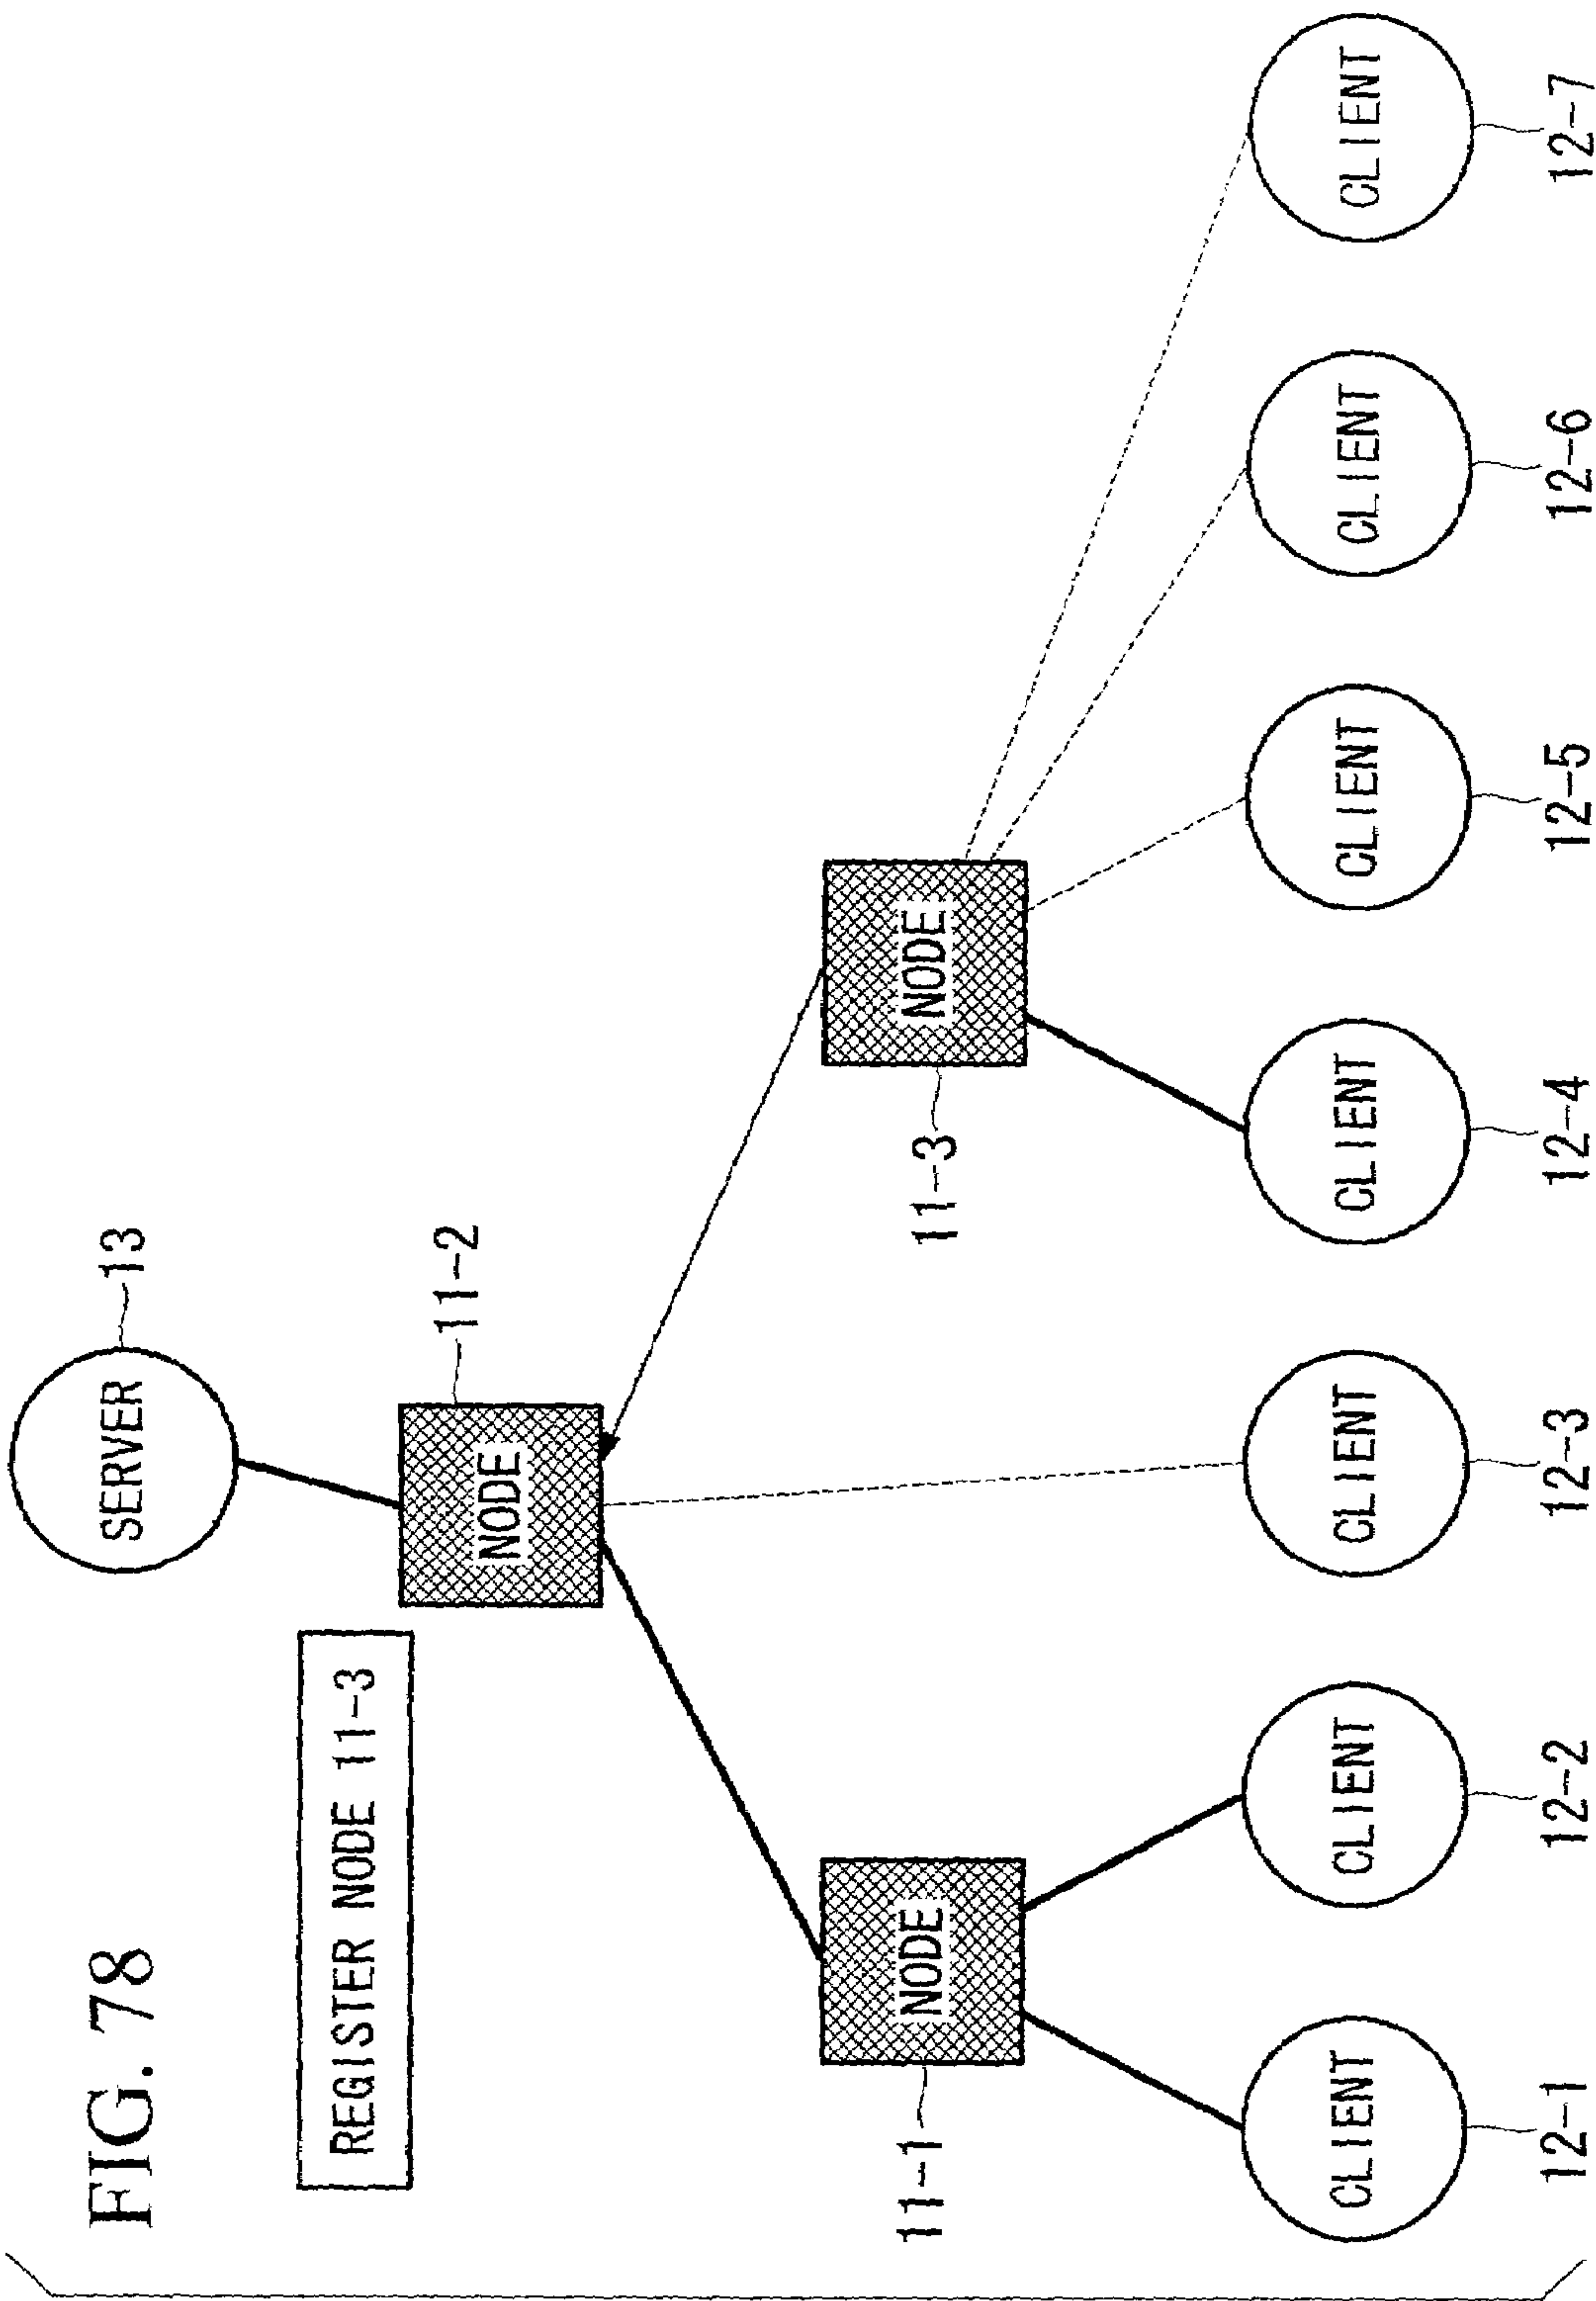 FIG. 78
SERVER
13
REGISTER NODE 11-3
NODE
11-2
NODE
11-1
NODE
11-3
CLIENT
CLIENT
CLIENT
CLIENT
CLIENT
CLIENT
CLIENT
12-1
12-2
12-3
12-4
12-5
12-6
12-7